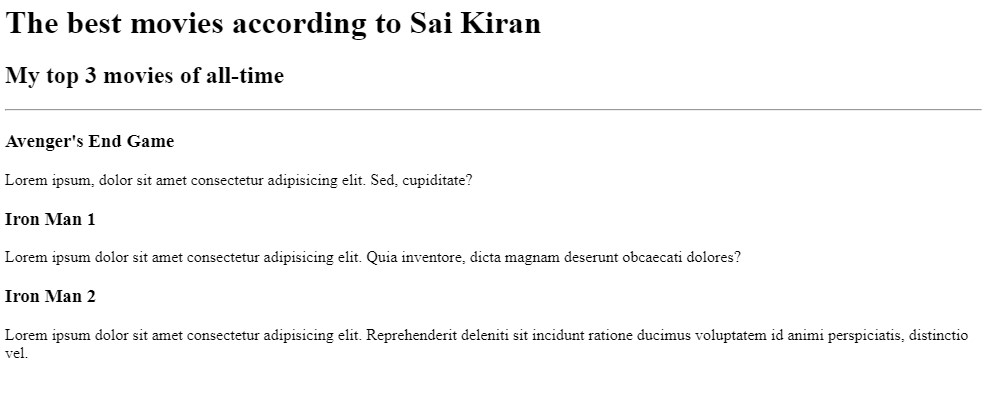 The best movies according to Sai Kiran
My top 3 movies of all-time
Avenger's End Game
Lorem ipsum, dolor sit amet consectetur adipisicing elit. Sed, cupiditate?
Iron Man 1
Lorem ipsum dolor sit amet consectetur adipisicing elit. Quia inventore, dicta magnam deserunt obcaecati dolores?
Iron Man 2
Lorem ipsum dolor sit amet consectetur adipisicing elit. Reprehenderit deleniti sit incidunt ratione ducimus voluptatem id animi perspiciatis, distinctio
vel.